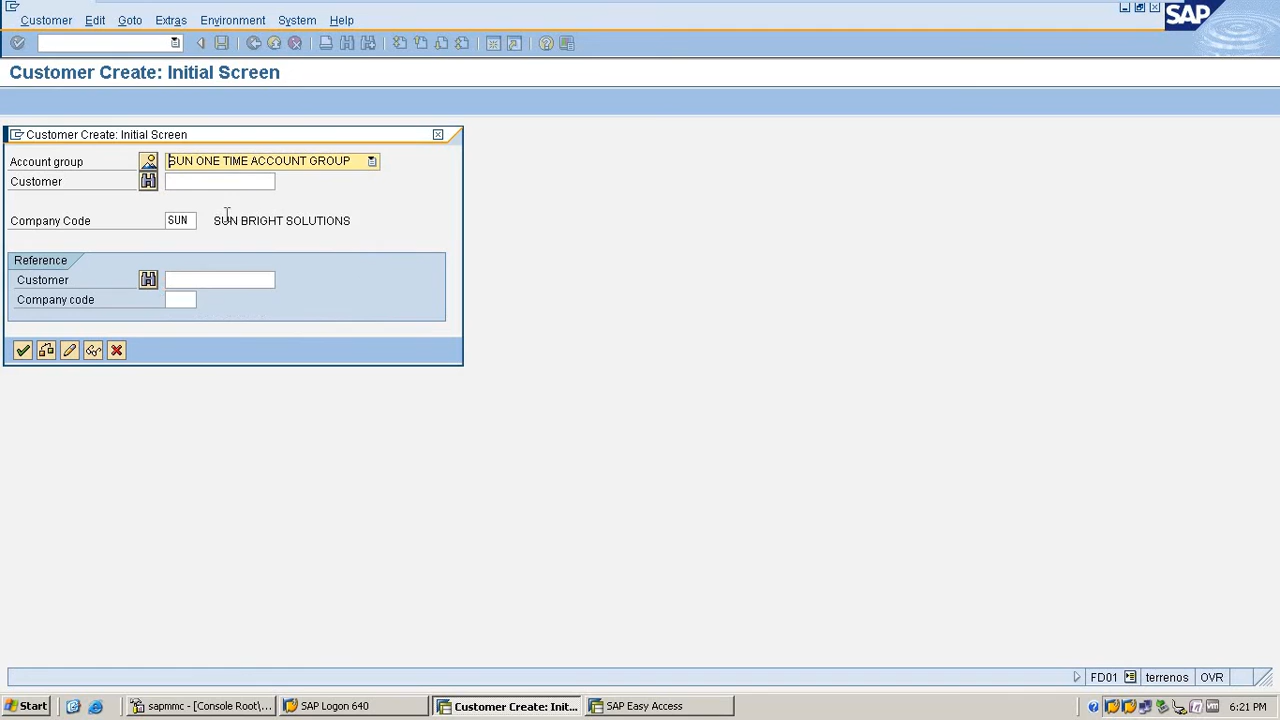 Customer Edit Goto Extras Environment System Help
SAP
Customer Create: Initial Screen
Customer Create: Initial Screen
Account group SUN ONE TIME ACCOUNT GROUP
Customer
Company Code SUN SUN BRIGHT SOLUTIONS
Reference
Customer
Company code
FD01 terrenos OVR
Start sapmmc - [Console Root\... SAP Logon 640 Customer Create: Init... SAP Easy Access 6:21 PM